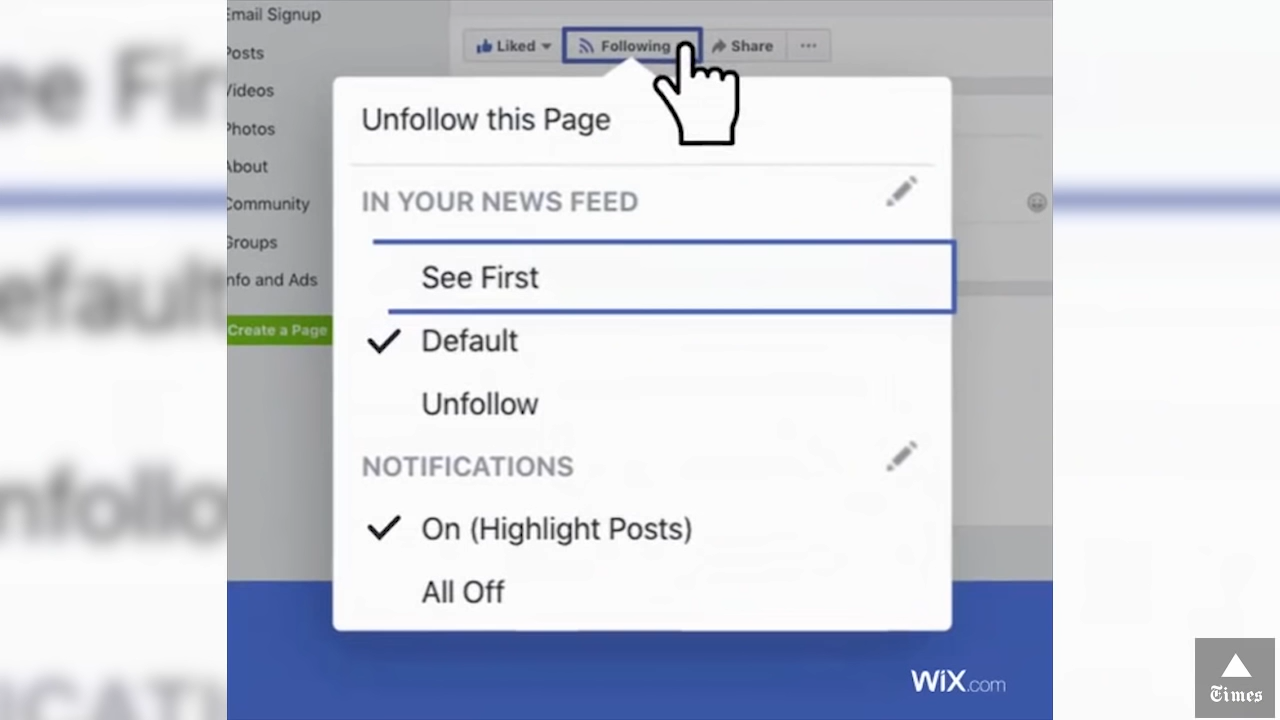 Email Signup
Posts
Videos
Photos
About
Community
Groups
Info and Ads
Create a Page
Liked
Following
Share
Unfollow this Page
IN YOUR NEWS FEED
See First
Default
Unfollow
NOTIFICATIONS
On (Highlight Posts)
All Off
WiX.com
Times